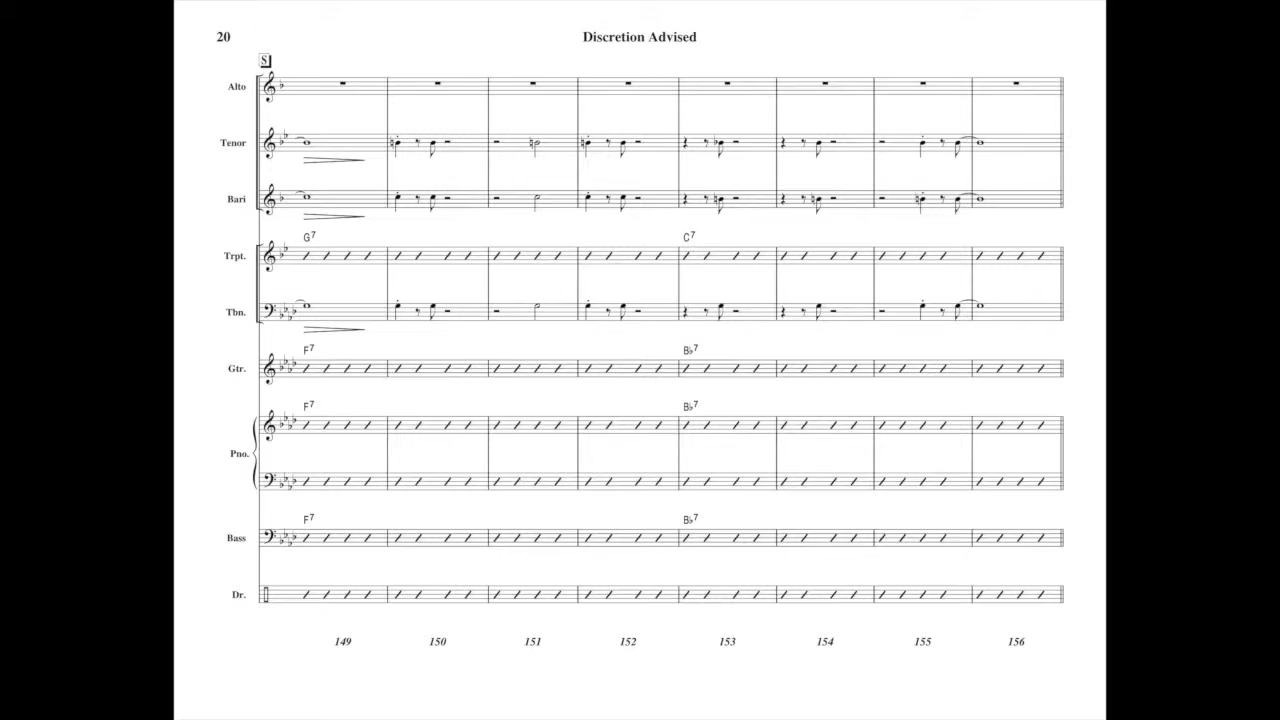 20
Discretion Advised
S
Alto
Tenor
Bari
G7
C7
Trpt.
Tbn.
F7
B♭7
Gtr.
F7
B♭7
Pno.
F7
B♭7
Bass
Dr.
149 150 151 152 153 154 155 156